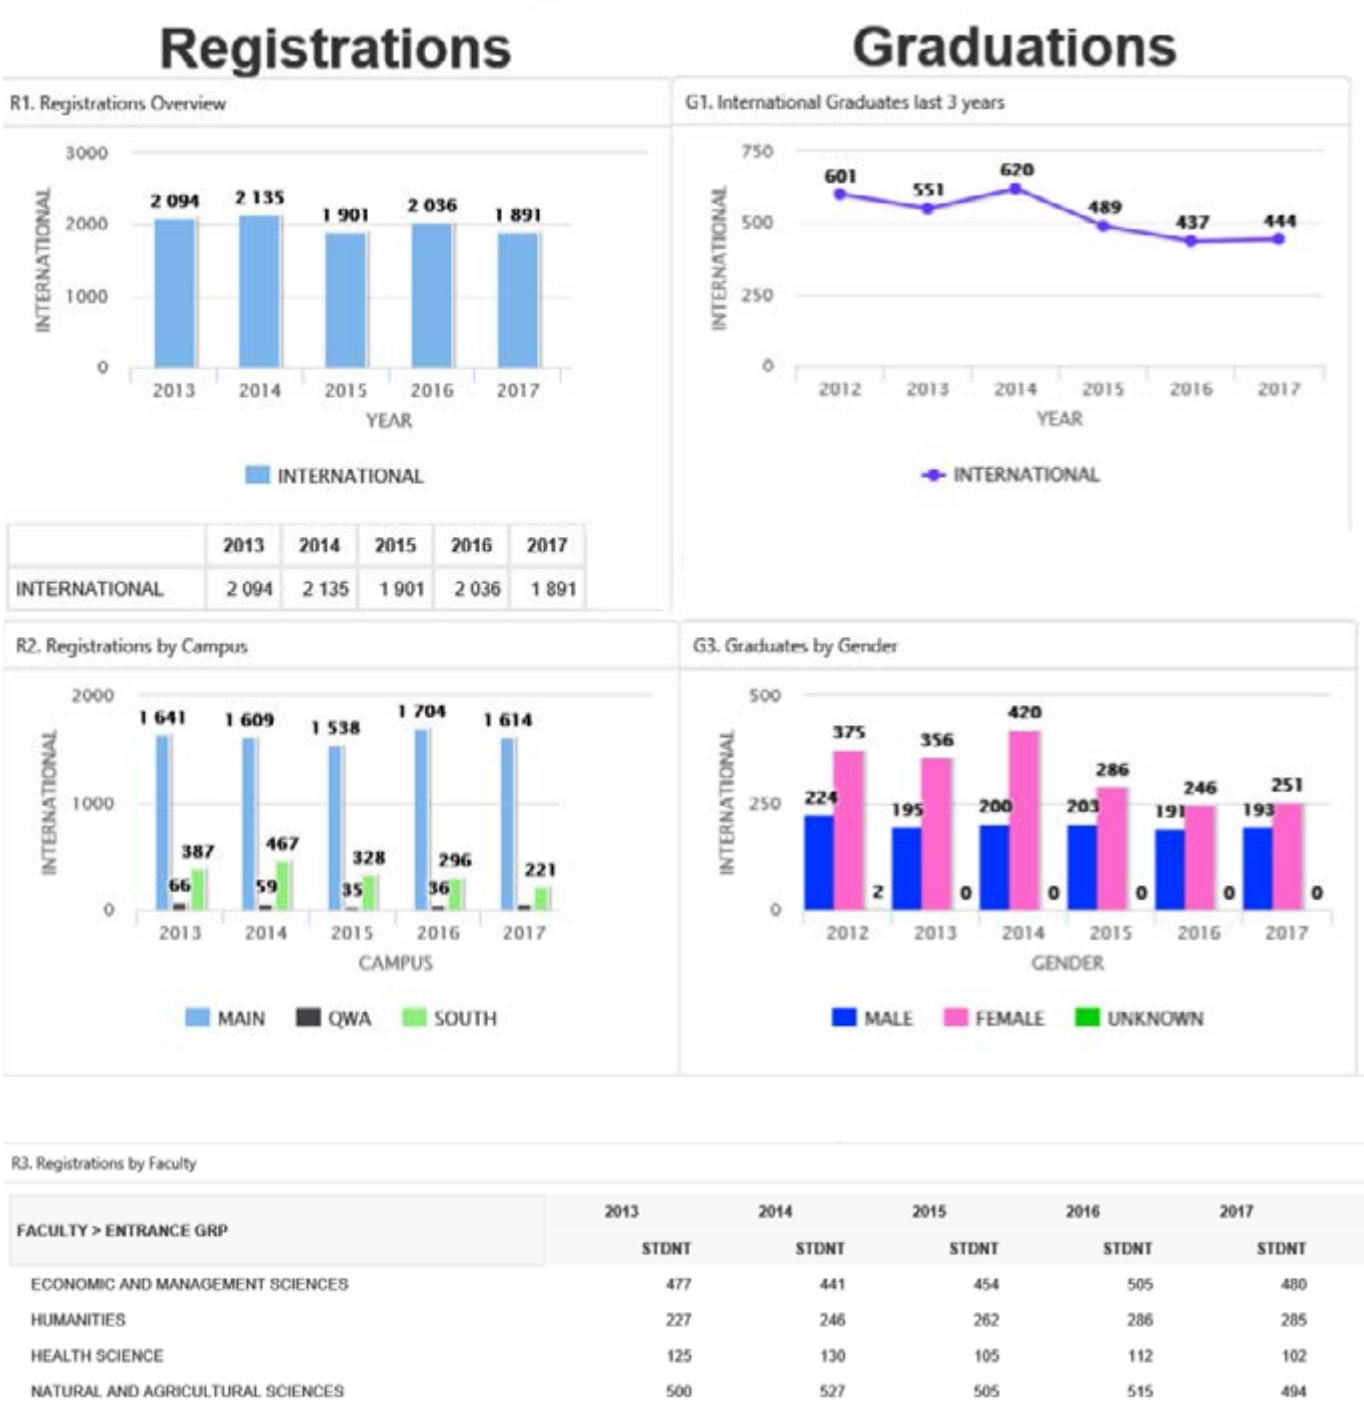 Registrations
Graduations
R1. Registrations Overview
3000
2000
1000
0
INTERNATIONAL
2 094
2 135
1 901
2 036
1 891
2013 2014 2015 2016 2017
YEAR
INTERNATIONAL
2013 2014 2015 2016 2017
INTERNATIONAL 2 094 2 135 1 901 2 036 1 891
G1. International Graduates last 3 years
750
500
250
0
INTERNATIONAL
601
551
620
489
437
444
2012 2013 2014 2015 2016 2017
YEAR
INTERNATIONAL
R2. Registrations by Campus
2000
1000
0
INTERNATIONAL
1 641
66
387
1 609
59
467
1 538
35
328
1 704
36
296
1 614
221
2013 2014 2015 2016 2017
CAMPUS
MAIN QWA SOUTH
G3. Graduates by Gender
500
250
0
INTERNATIONAL
224
375
2
195
356
0
200
420
0
203
286
0
191
246
0
193
251
0
2012 2013 2014 2015 2016 2017
GENDER
MALE FEMALE UNKNOWN
R3. Registrations by Faculty
FACULTY > ENTRANCE GRP
2013 2014 2015 2016 2017
STDNT STDNT STDNT STDNT STDNT
ECONOMIC AND MANAGEMENT SCIENCES 477 441 454 505 480
HUMANITIES 227 246 262 286 285
HEALTH SCIENCE 125 130 105 112 102
NATURAL AND AGRICULTURAL SCIENCES 500 527 505 515 494